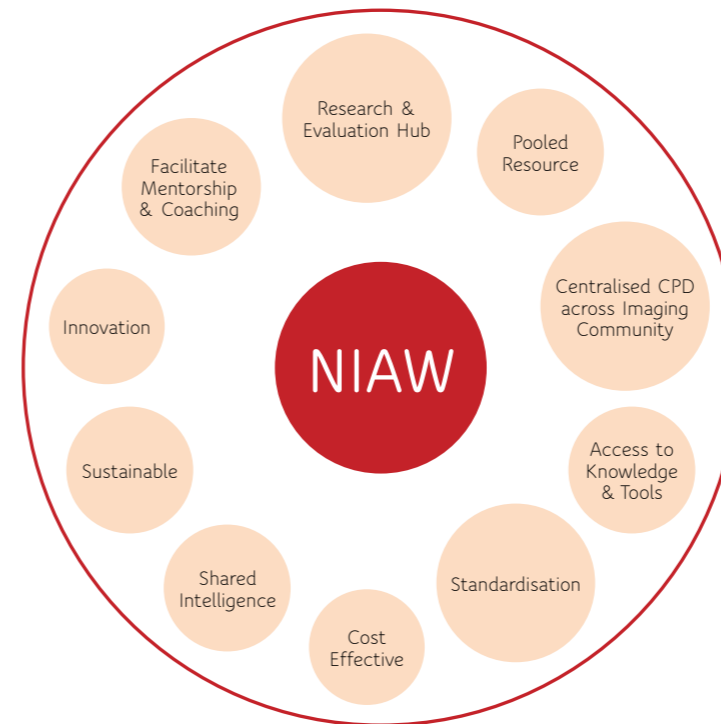 Research &
Evaluation Hub
Pooled
Resource
Facilitate
Mentorship
& Coaching
Centralised CPD
across Imaging
Community
Innovation
NIAW
Access to
Knowledge
& Tools
Sustainable
Standardisation
Shared
Intelligence
Cost
Effective